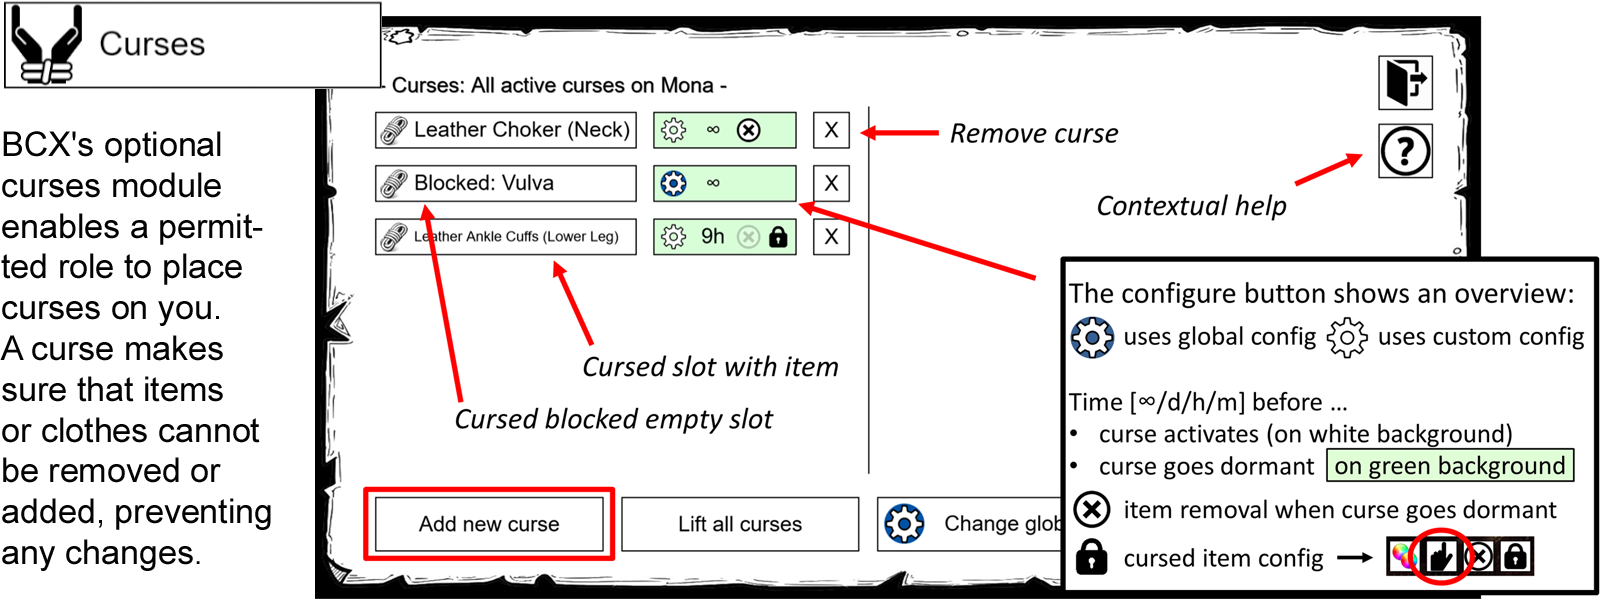 Curses
BCX's optional
curses module
enables a permit-
ted role to place
curses on you.
A curse makes
sure that items
or clothes cannot
be removed or
added, preventing
any changes.
- Curses: All active curses on Mona -
Leather Choker (Neck)
∞
X
Remove curse
Blocked: Vulva
∞
X
Leather Ankle Cuffs (Lower Leg)
9h
X
?
Contextual help
Cursed slot with item
Cursed blocked empty slot
Add new curse
Lift all curses
Change glob
The configure button shows an overview:
uses global config
uses custom config
Time [∞/d/h/m] before ...
• curse activates (on white background)
• curse goes dormant on green background
item removal when curse goes dormant
cursed item config